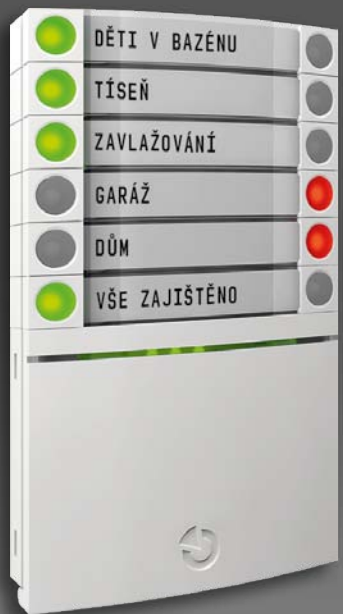 DĚTI V BAZÉNU
TÍSEŇ
ZAVLAŽOVÁNÍ
GARÁŽ
DŮM
VŠE ZAJIŠTĚNO